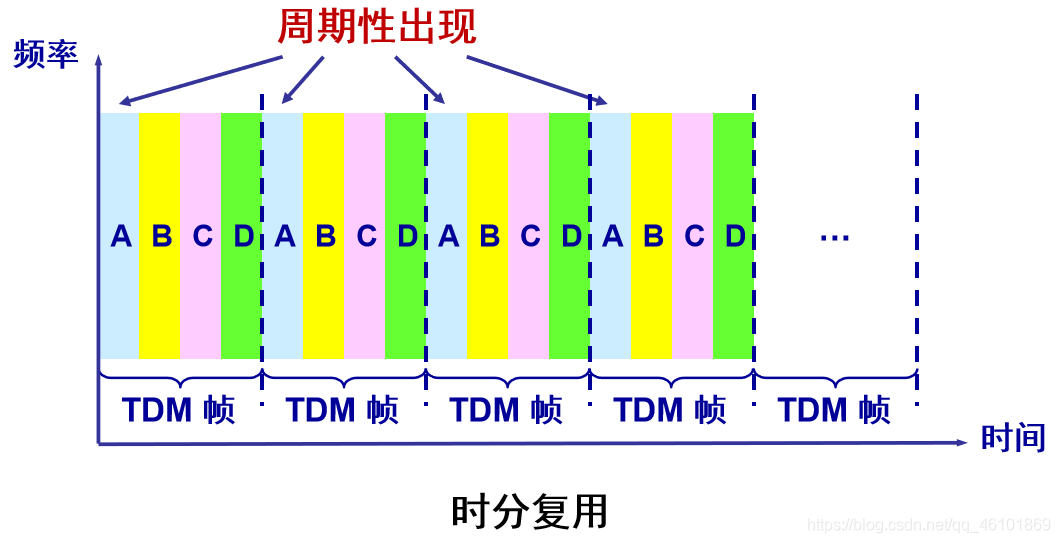 周期性出现
频率
A B C D A B C D A B C D A B C D ...
TDM 帧 TDM 帧 TDM 帧 TDM 帧 TDM 帧
时间
时分复用
https://blog.csdn.net/qq_46101869